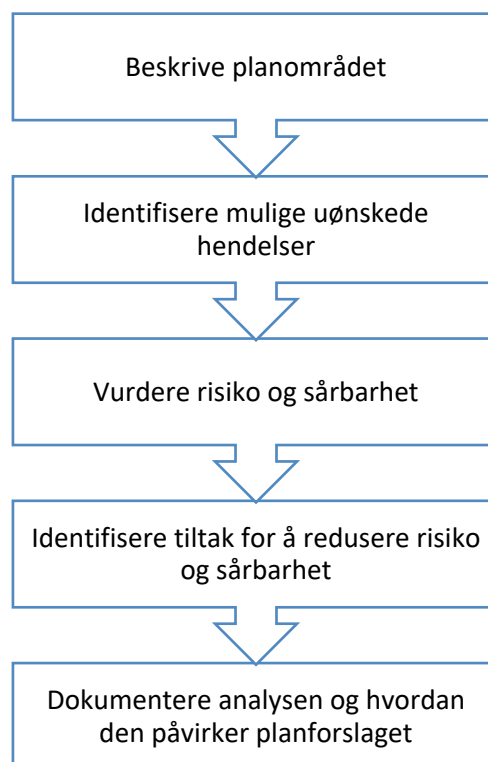 Beskrive planområdet
Identifisere mulige uønskede
hendelser
Vurdere risiko og sårbarhet
Identifisere tiltak for å redusere risiko
og sårbarhet
Dokumentere analysen og hvordan
den påvirker planforslaget